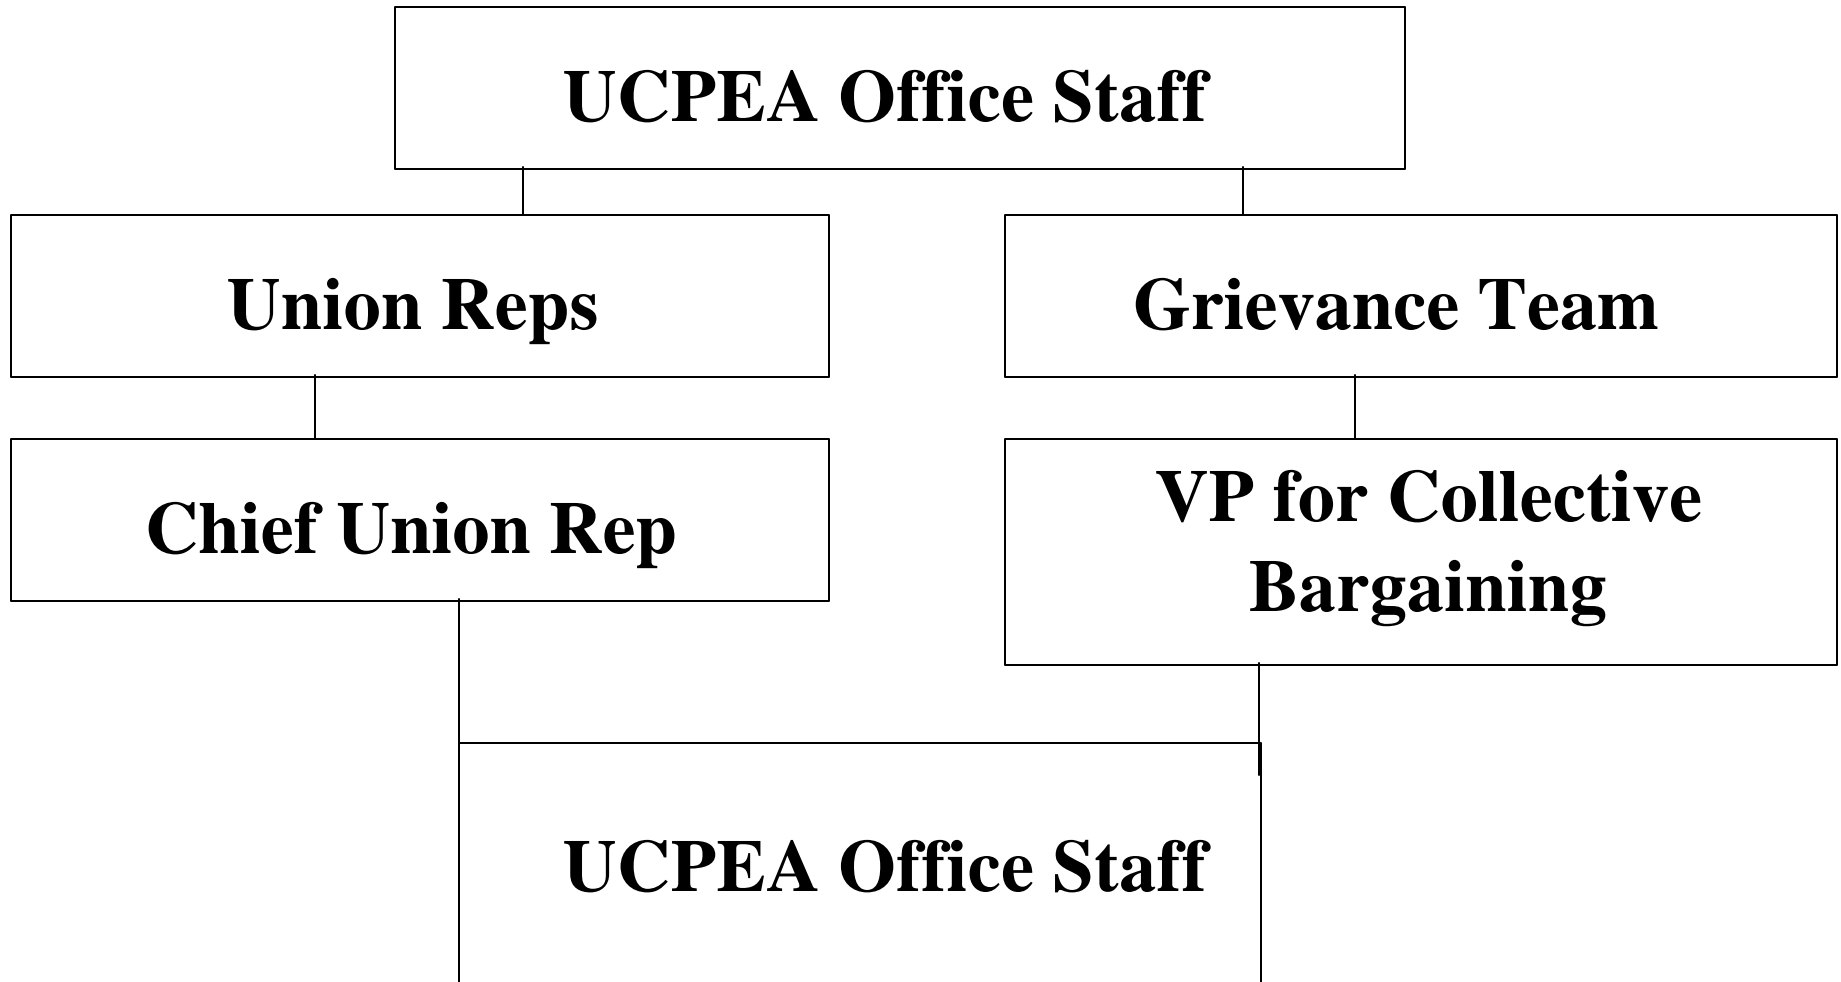 UCPEA Office Staff
Union Reps
Grievance Team
Chief Union Rep
VP for Collective
Bargaining
UCPEA Office Staff